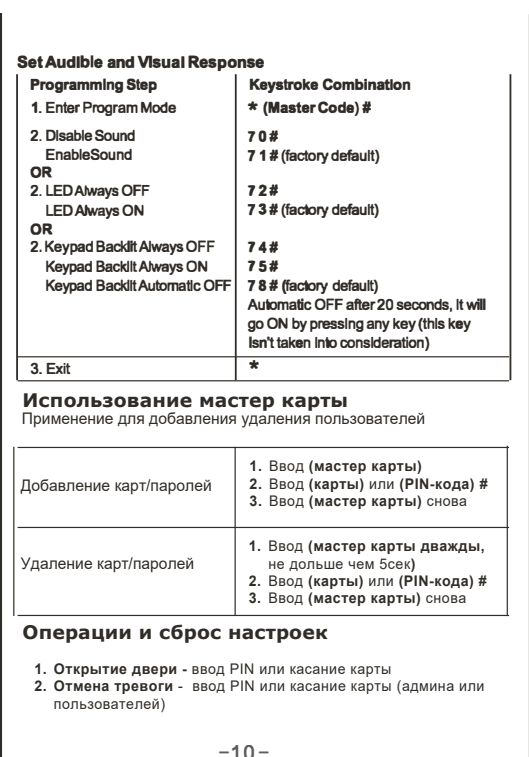 Set Audible and Visual Response
Programming Step Keystroke Combination
1. Enter Program Mode * (Master Code) #
2. Disable Sound 7 0 #
EnableSound 7 1 # (factory default)
OR
2. LED Always OFF 7 2 #
LED Always ON 7 3 # (factory default)
OR
2. Keypad Backlit Always OFF 7 4 #
Keypad Backlit Always ON 7 5 #
Keypad Backlit Automatic OFF 7 8 # (factory default)
Automatic OFF after 20 seconds, it will
go ON by pressing any key (this key
isn't taken into consideration)
3. Exit *
Использование мастер карты
Применение для добавления удаления пользователей
Добавление карт/паролей
1. Ввод (мастер карты)
2. Ввод (карты) или (PIN-кода) #
3. Ввод (мастер карты) снова
Удаление карт/паролей
1. Ввод (мастер карты дважды,
не дольше чем 5сек)
2. Ввод (карты) или (PIN-кода) #
3. Ввод (мастер карты) снова
Операции и сброс настроек
1. Открытие двери - ввод PIN или касание карты
2. Отмена тревоги - ввод PIN или касание карты (админа или
пользователей)
-10-